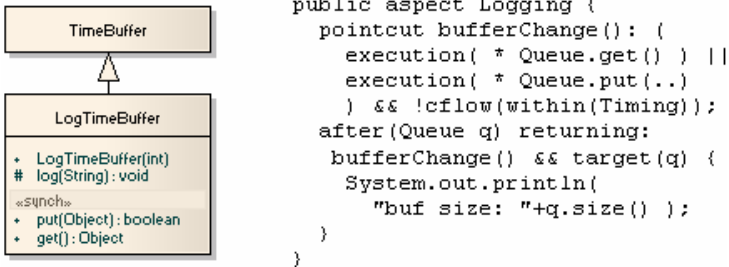 TimeBuffer
LogTimeBuffer
+ LogTimeBuffer(int)
# log(String) : void
«synch»
+ put(Object) : boolean
+ get() : Object
public aspect Logging {
pointcut bufferChange(): (
execution( * Queue.get() ) ||
execution( * Queue.put(..)
) && !cflow(within(Timing));
after(Queue q) returning:
bufferChange() && target(q) {
System.out.println(
"buf size: "+q.size() );
}
}